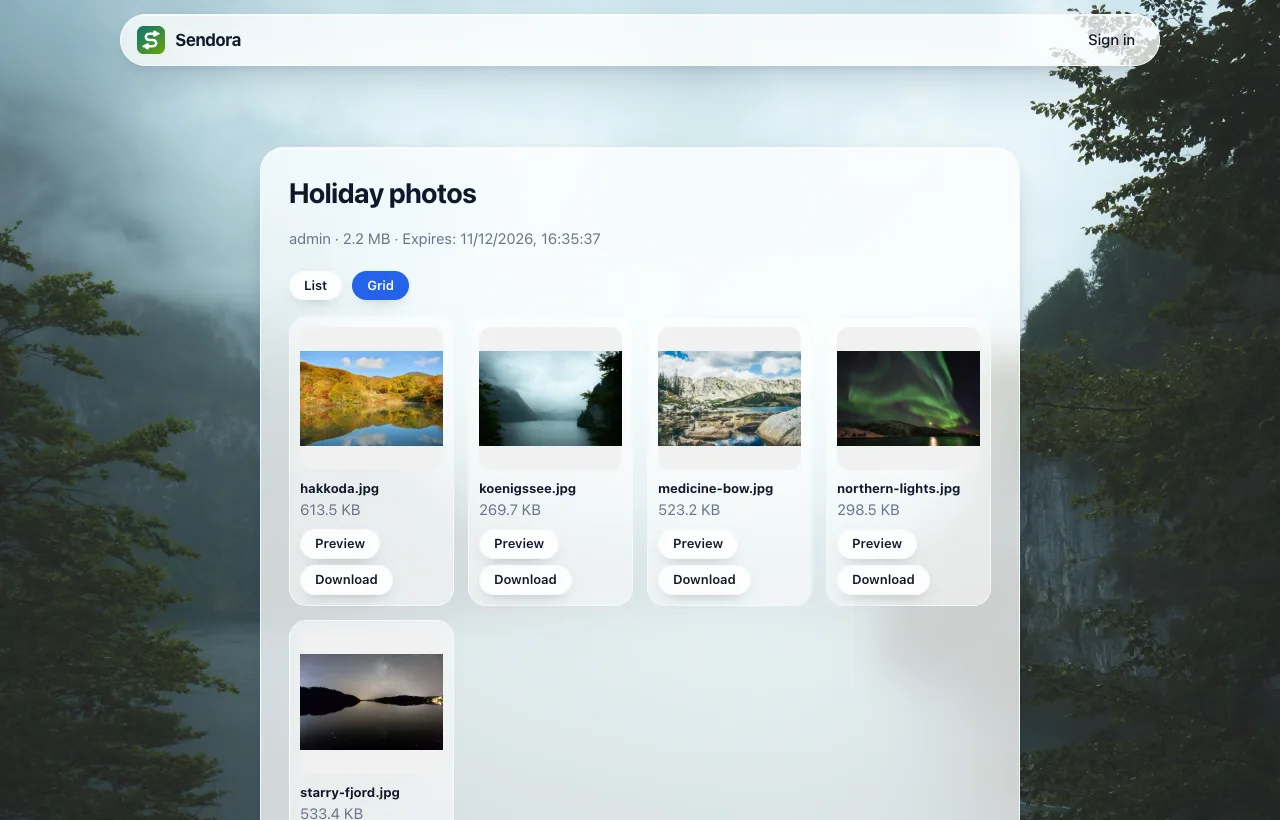 Sendora
Sign in
Holiday photos
admin · 2.2 MB · Expires: 11/12/2026, 16:35:37
List Grid
hakkoda.jpg
613.5 KB
Preview
Download
koenigssee.jpg
269.7 KB
Preview
Download
medicine-bow.jpg
523.2 KB
Preview
Download
northern-lights.jpg
298.5 KB
Preview
Download
starry-fjord.jpg
533.4 KB